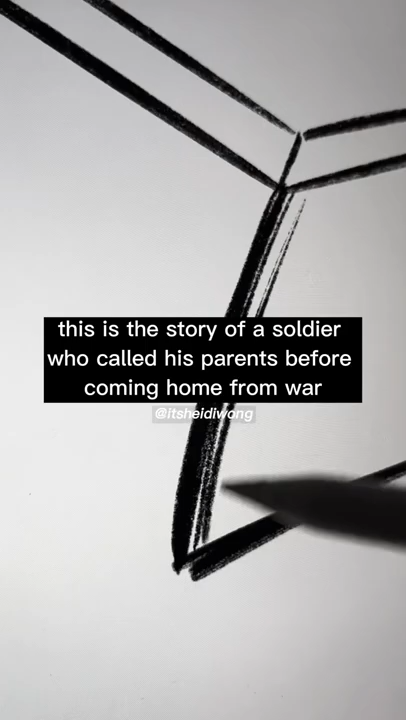 this is the story of a soldier
who called his parents before
coming home from war
@itsheidiwong